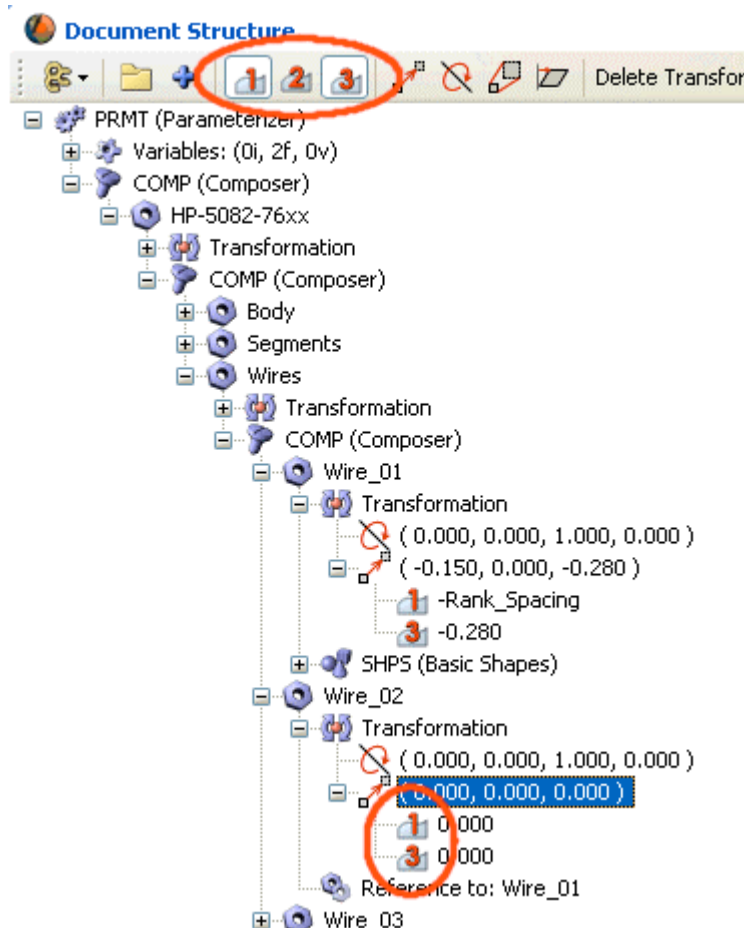 Document Structure
1 2 3 Delete Transfor
PRMT (Parameterizer)
Variables: (0i, 2f, 0v)
COMP (Composer)
HP-5082-76xx
Transformation
COMP (Composer)
Body
Segments
Wires
Transformation
COMP (Composer)
Wire_01
Transformation
( 0.000, 0.000, 1.000, 0.000 )
( -0.150, 0.000, -0.280 )
1 -Rank_Spacing
3 -0.280
SHPS (Basic Shapes)
Wire_02
Transformation
( 0.000, 0.000, 1.000, 0.000 )
( 0.000, 0.000, 0.000 )
1 0.000
3 0.000
Reference to: Wire_01
Wire_03